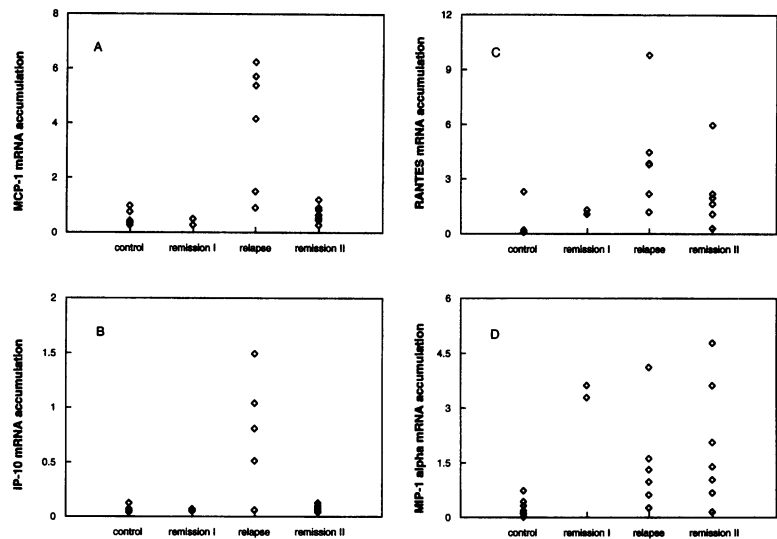 A
MCP-1 mRNA accumulation
8
6
4
2
0
control remission I relapse remission II
C
RANTES mRNA accumulation
12
9
6
3
0
control remission I relapse remission II
B
IP-10 mRNA accumulation
2
1.5
1
0.5
0
control remission I relapse remission II
D
MIP-1 alpha mRNA accumulation
6
4.5
3
1.5
0
control remission I relapse remission II